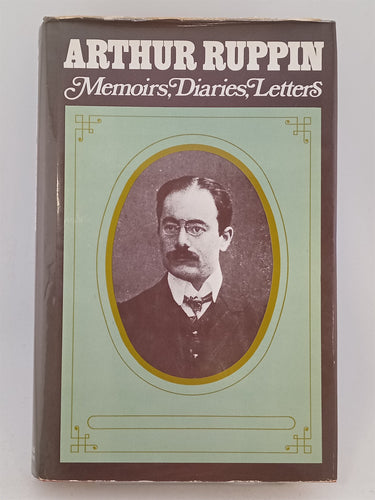 ARTHUR RUPPIN
Memoirs, Diaries, Letters